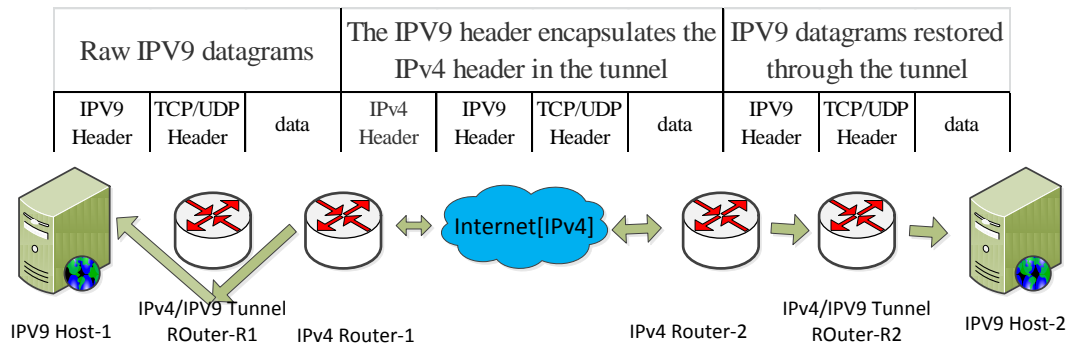 Raw IPV9 datagrams
The IPV9 header encapsulates the
IPv4 header in the tunnel
IPV9 datagrams restored
through the tunnel
IPV9
Header
TCP/UDP
Header
data
IPv4
Header
IPV9
Header
TCP/UDP
Header
data
IPV9
Header
TCP/UDP
Header
data
Internet[IPv4]
IPV9 Host-1
IPv4/IPV9 Tunnel
ROuter-R1
IPv4 Router-1
IPv4 Router-2
IPv4/IPV9 Tunnel
ROuter-R2
IPV9 Host-2